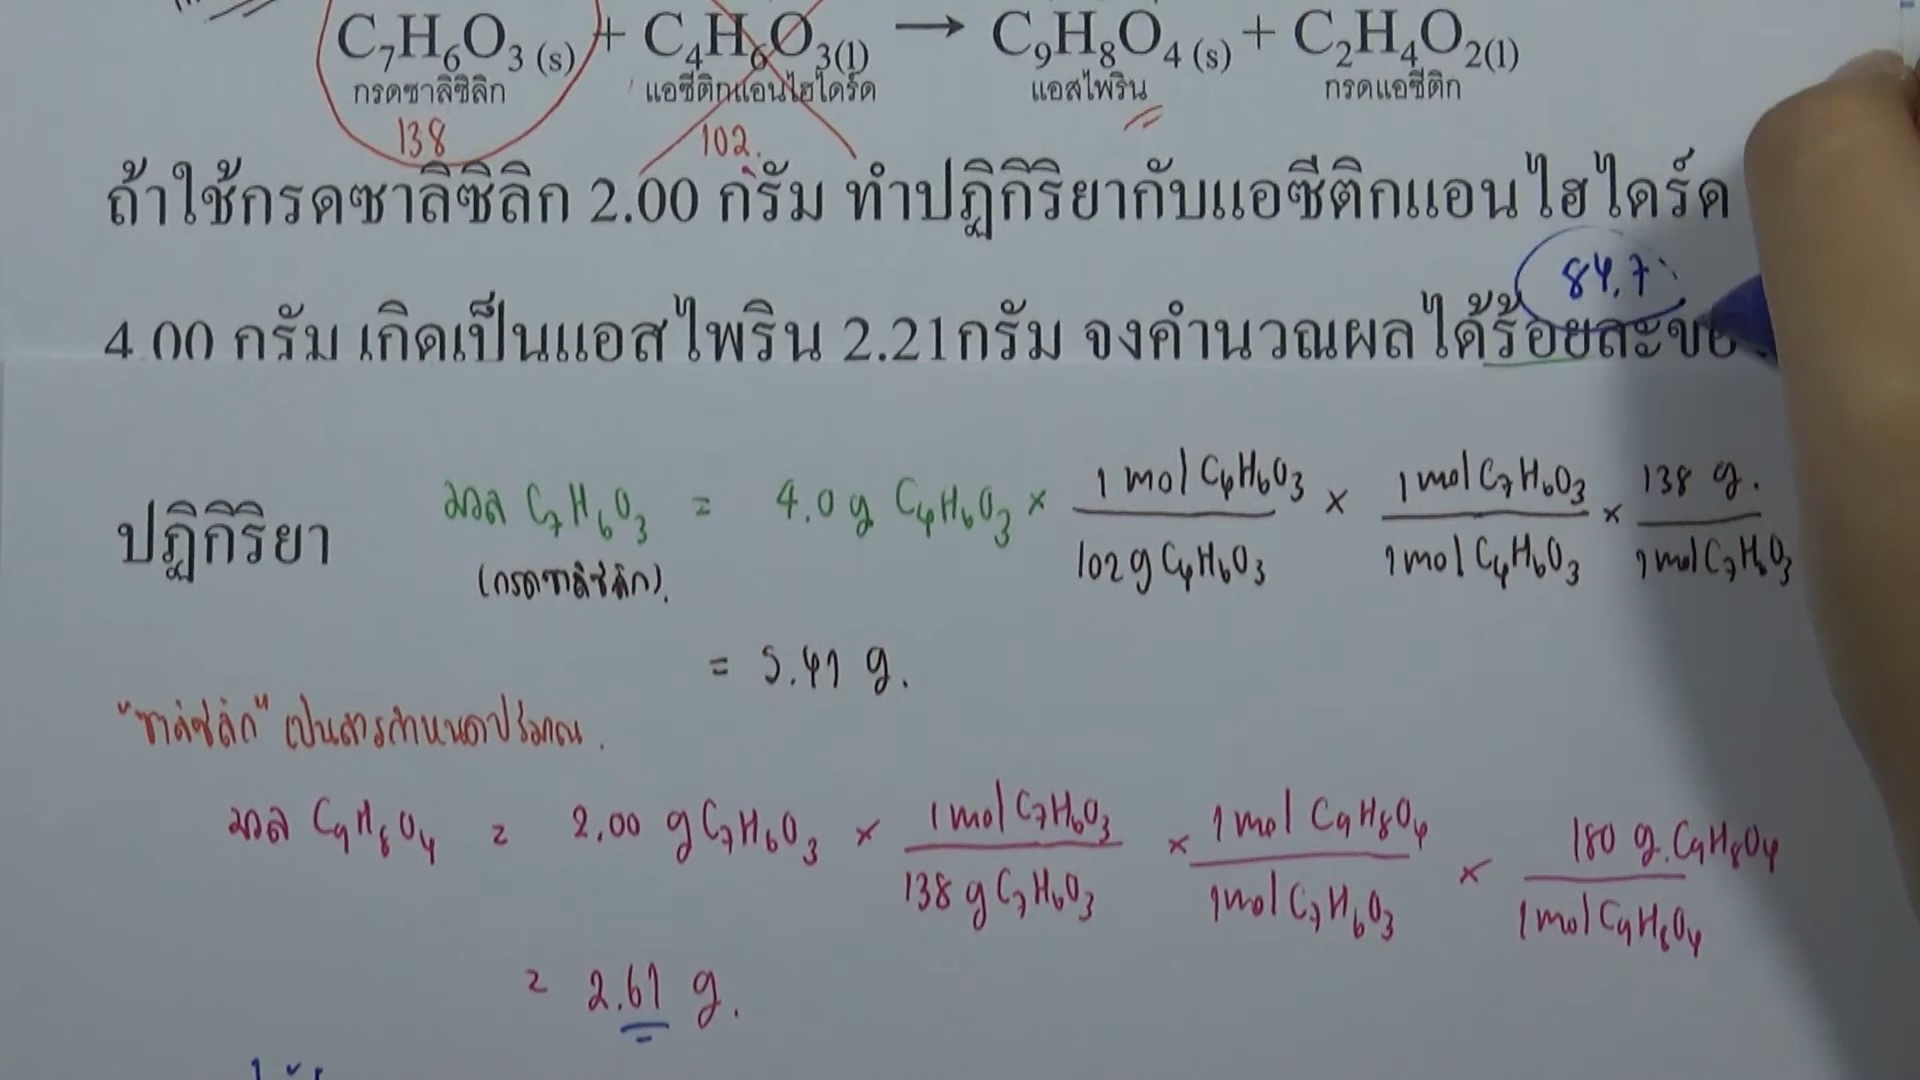 C₇H₆O₃ (s) + C₄H₆O₃(l) → C₉H₈O₄ (s) + C₂H₄O₂(l)
กรดซาลิซิลิก แอซีติกแอนไฮไดร์ด แอสไพริน กรดแอซีติก
138 102.
ถ้าใช้กรดซาลิซิลิก 2.00 กรัม ทำปฏิกิริยากับแอซีติกแอนไฮไดร์ด
84.7
4.00 กรัม เกิดเป็นแอสไพริน 2.21กรัม จงคำนวณผลได้ร้อยละขอ
ปฏิกิริยา
มวล C₇H₆O₃ = 4.0 g C₄H₆O₃ × 1 mol C₄H₆O₃ / 102 g C₄H₆O₃ × 1 mol C₇H₆O₃ / 1 mol C₄H₆O₃ × 138 g. / 1 mol C₇H₆O₃
(กรดซาลิซิลิก).
= 5.41 g.
"ซาลิซิลิก" เป็นสารกำหนดปริมาณ.
มวล C₉H₈O₄ = 2.00 g C₇H₆O₃ × 1 mol C₇H₆O₃ / 138 g C₇H₆O₃ × 1 mol C₉H₈O₄ / 1 mol C₇H₆O₃ × 180 g. C₉H₈O₄ / 1 mol C₉H₈O₄
= 2.61 g.